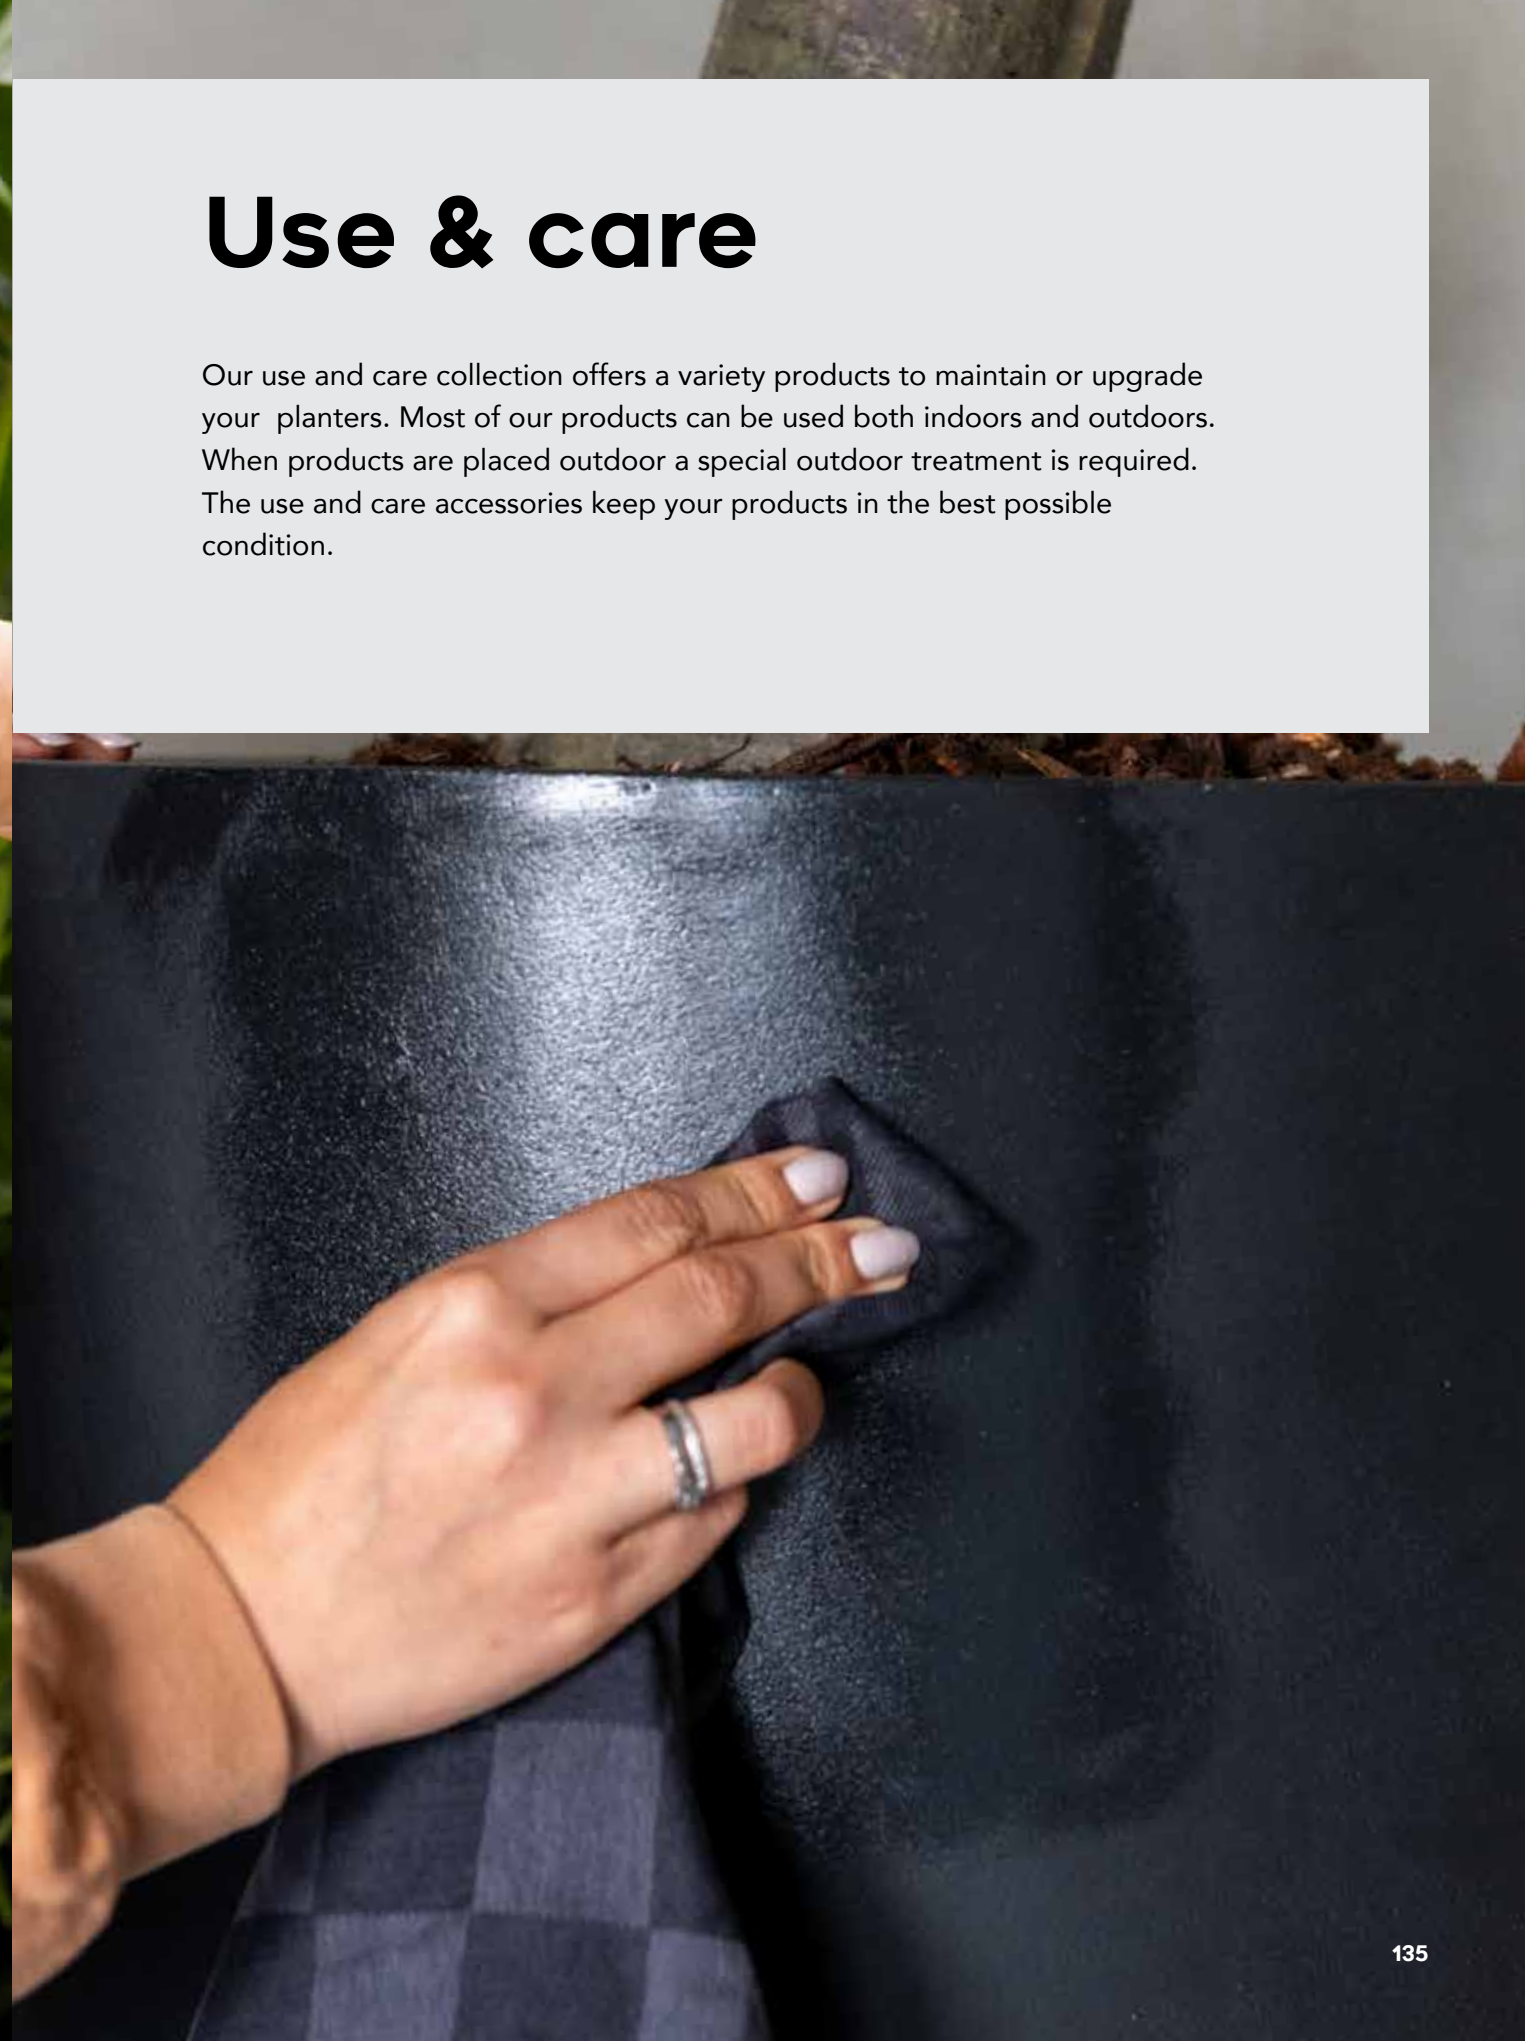 Use & care
Our use and care collection offers a variety products to maintain or upgrade
your  planters. Most of our products can be used both indoors and outdoors.
When products are placed outdoor a special outdoor treatment is required.
The use and care accessories keep your products in the best possible
condition.
135